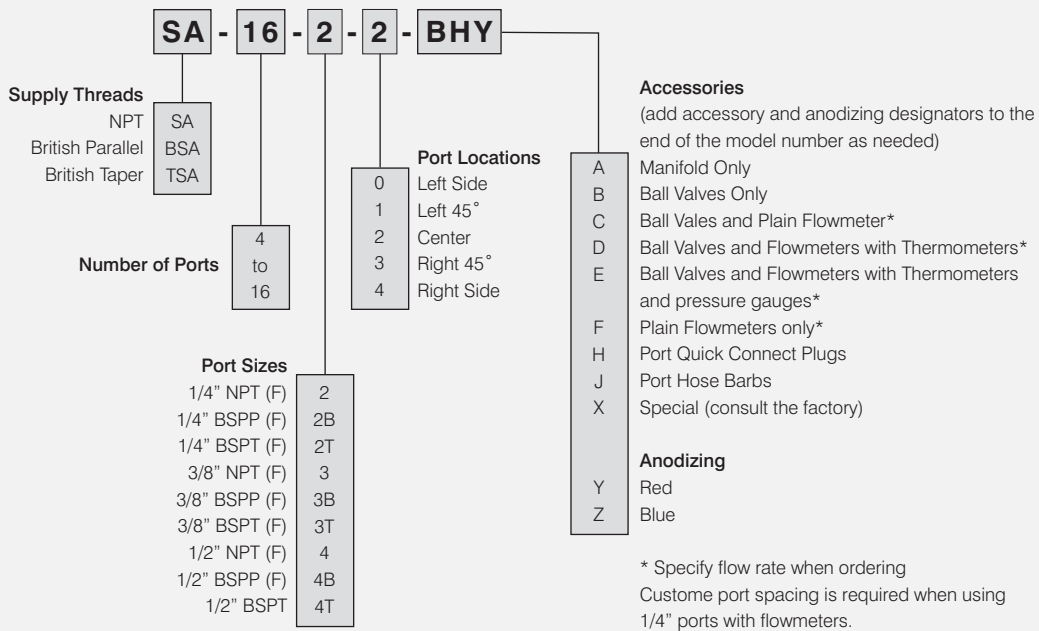 SA - 16 - 2 - 2 - BHY
Supply Threads
NPT SA
British Parallel BSA
British Taper TSA
Number of Ports
4
to
16
Port Sizes
1/4” NPT (F) 2
1/4” BSPP (F) 2B
1/4” BSPT (F) 2T
3/8” NPT (F) 3
3/8” BSPP (F) 3B
3/8” BSPT (F) 3T
1/2” NPT (F) 4
1/2” BSPP (F) 4B
1/2” BSPT 4T
Port Locations
0 Left Side
1 Left 45°
2 Center
3 Right 45°
4 Right Side
Accessories
(add accessory and anodizing designators to the
end of the model number as needed)
A Manifold Only
B Ball Valves Only
C Ball Vales and Plain Flowmeter*
D Ball Valves and Flowmeters with Thermometers*
E Ball Valves and Flowmeters with Thermometers
and pressure gauges*
F Plain Flowmeters only*
H Port Quick Connect Plugs
J Port Hose Barbs
X Special (consult the factory)
Anodizing
Y Red
Z Blue
* Specify flow rate when ordering
Custome port spacing is required when using
1/4” ports with flowmeters.